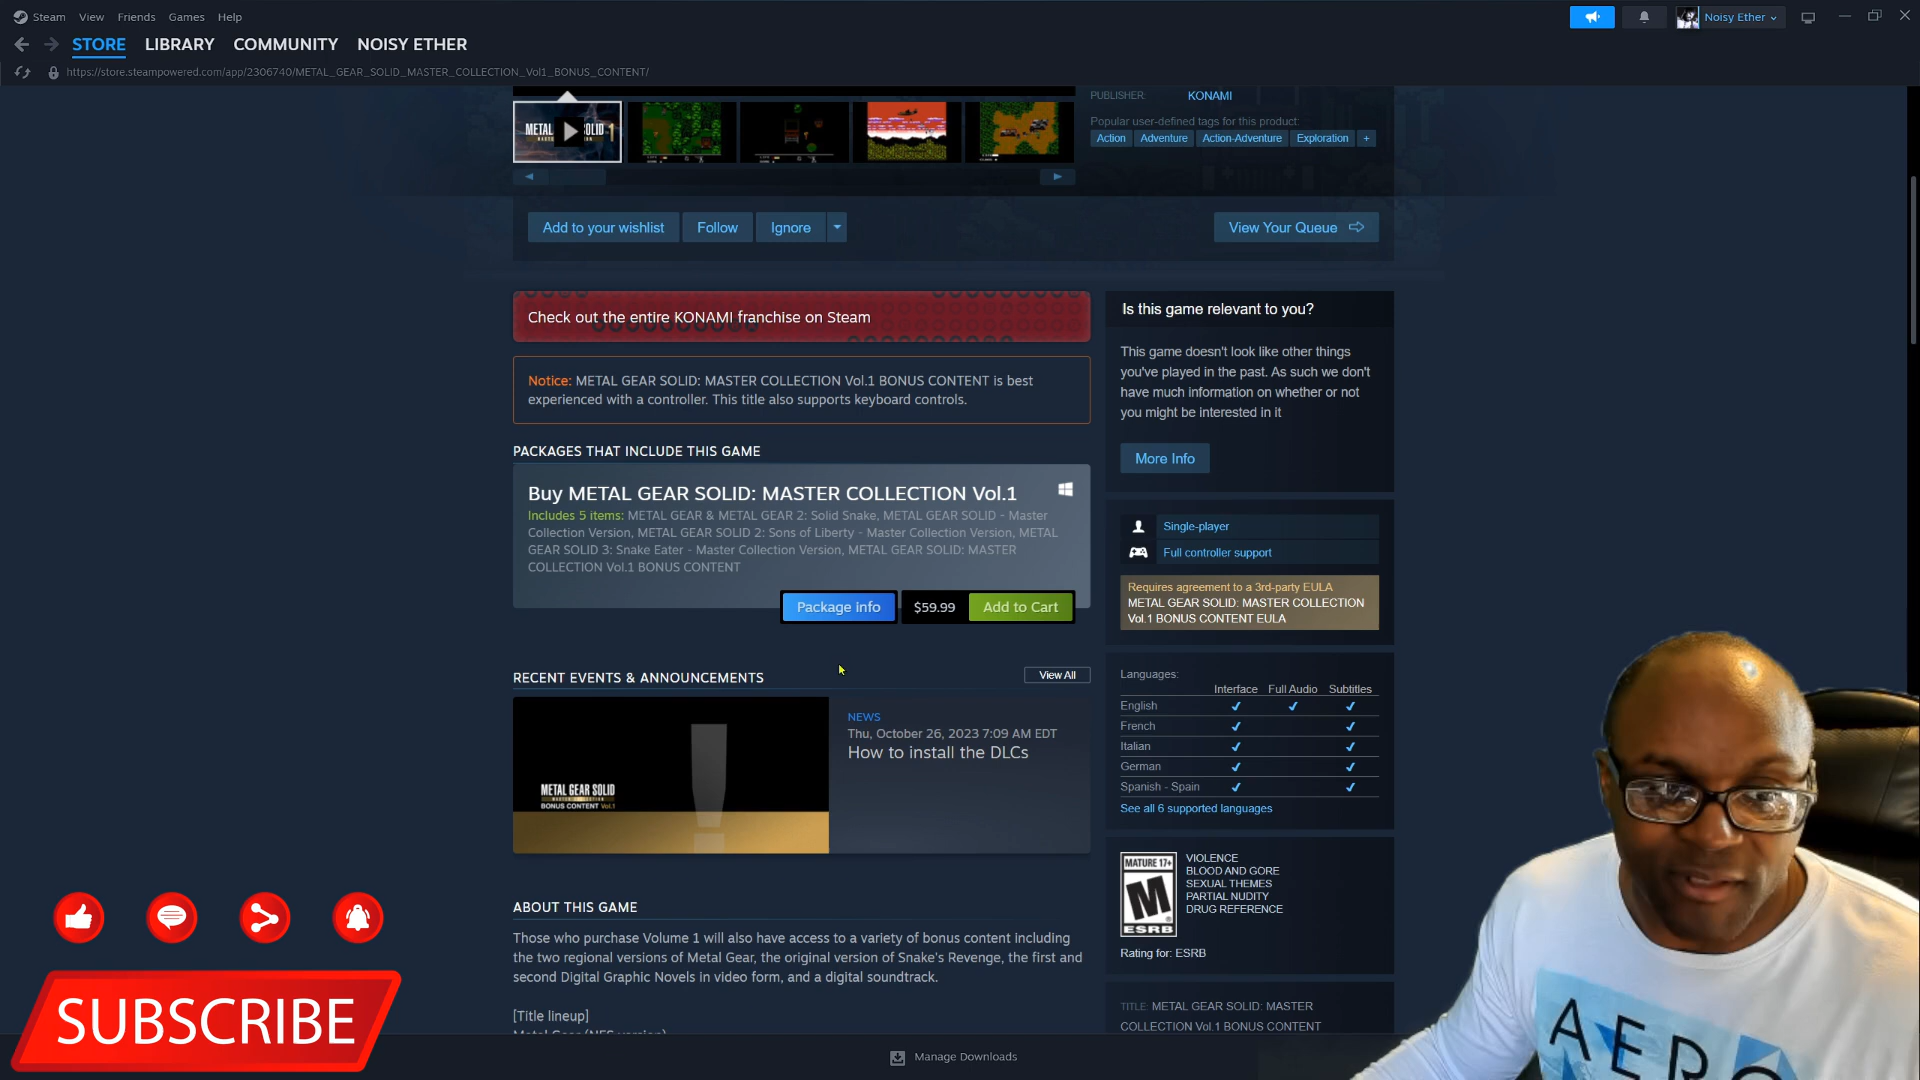 Steam View Friends Games Help
Noisy Ether
STORE LIBRARY COMMUNITY NOISY ETHER
https://store.steampowered.com/app/2306740/METAL_GEAR_SOLID_MASTER_COLLECTION_Vol1_BONUS_CONTENT/
PUBLISHER: KONAMI
Popular user-defined tags for this product:
Action Adventure Action-Adventure Exploration +
Add to your wishlist Follow Ignore
View Your Queue
Check out the entire KONAMI franchise on Steam
Notice: METAL GEAR SOLID: MASTER COLLECTION Vol.1 BONUS CONTENT is best
experienced with a controller. This title also supports keyboard controls.
PACKAGES THAT INCLUDE THIS GAME
Buy METAL GEAR SOLID: MASTER COLLECTION Vol.1
Includes 5 items: METAL GEAR & METAL GEAR 2: Solid Snake, METAL GEAR SOLID - Master
Collection Version, METAL GEAR SOLID 2: Sons of Liberty - Master Collection Version, METAL
GEAR SOLID 3: Snake Eater - Master Collection Version, METAL GEAR SOLID: MASTER
COLLECTION Vol.1 BONUS CONTENT
Package info $59.99 Add to Cart
RECENT EVENTS & ANNOUNCEMENTS
View All
METAL GEAR SOLID
BONUS CONTENT Vol.1
NEWS
Thu, October 26, 2023 7:09 AM EDT
How to install the DLCs
ABOUT THIS GAME
Those who purchase Volume 1 will also have access to a variety of bonus content including
the two regional versions of Metal Gear, the original version of Snake's Revenge, the first and
second Digital Graphic Novels in video form, and a digital soundtrack.
[Title lineup]
Metal Gear (NES version)
Is this game relevant to you?
This game doesn't look like other things
you've played in the past. As such we don't
have much information on whether or not
you might be interested in it
More Info
Single-player
Full controller support
Requires agreement to a 3rd-party EULA
METAL GEAR SOLID: MASTER COLLECTION
Vol.1 BONUS CONTENT EULA
Languages:
Interface Full Audio Subtitles
English ✔ ✔ ✔
French ✔ ✔
Italian ✔ ✔
German ✔ ✔
Spanish - Spain ✔ ✔
See all 6 supported languages
MATURE 17+
M
ESRB
VIOLENCE
BLOOD AND GORE
SEXUAL THEMES
PARTIAL NUDITY
DRUG REFERENCE
Rating for: ESRB
TITLE: METAL GEAR SOLID: MASTER
COLLECTION Vol.1 BONUS CONTENT
SUBSCRIBE
Manage Downloads